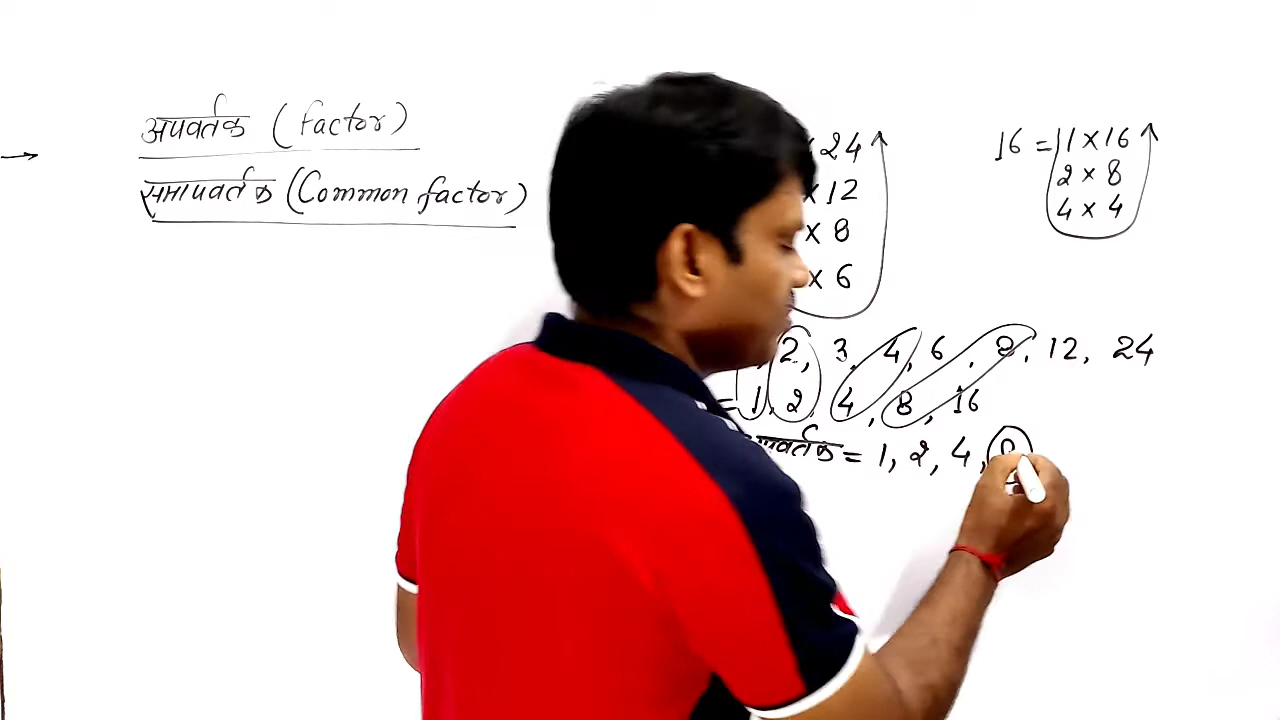 अपवर्तक (factor)
समापवर्तक (Common factor)
24
× 12
× 8
× 6
16 = 1 × 16
2 × 8
4 × 4
2, 3, 4, 6, 8, 12, 24
= 1, 2, 4, 8, 16
= 1, 2, 4, 8